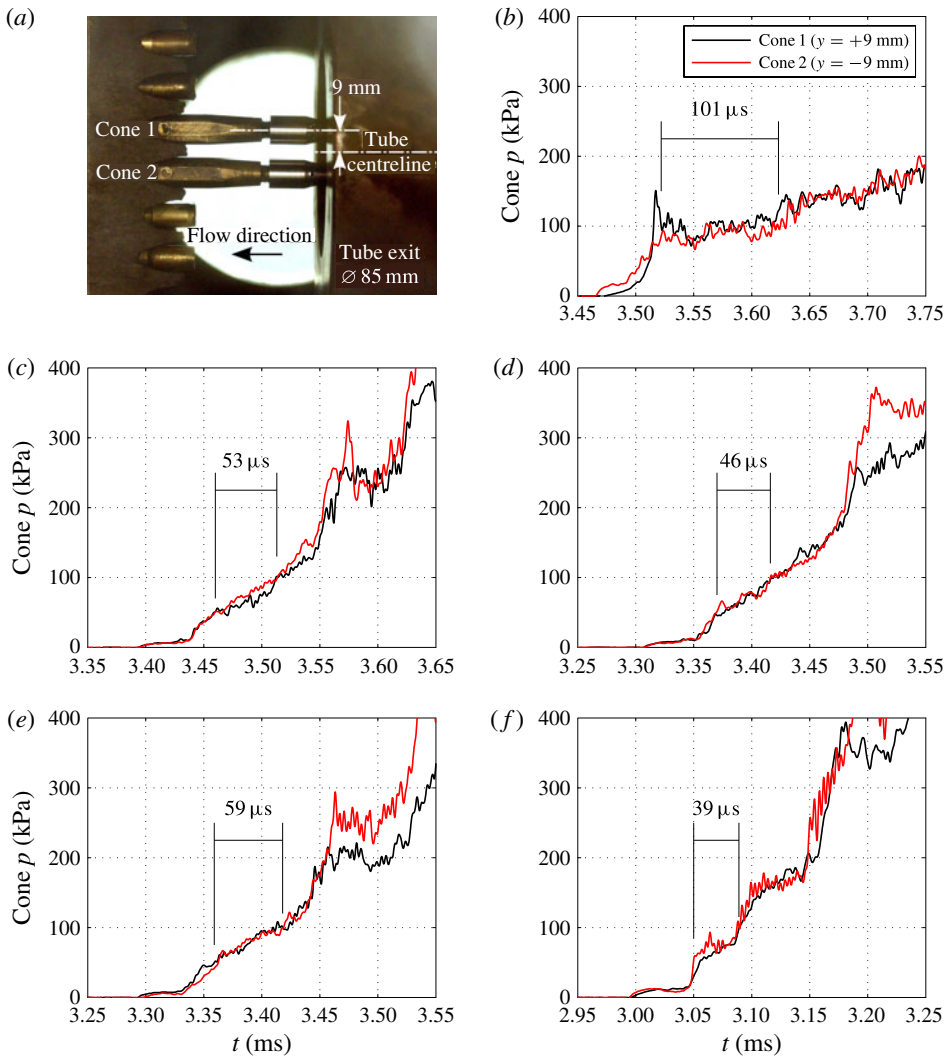 (a)
9 mm
Cone 1
Tube
centreline
Cone 2
Flow direction
Tube exit
∅ 85 mm
(b)
Cone 1 (y = +9 mm)
Cone 2 (y = −9 mm)
101 μs
Cone p (kPa)
400
300
200
100
0
3.45 3.50 3.55 3.60 3.65 3.70 3.75
(c)
53 μs
Cone p (kPa)
400
300
200
100
0
3.35 3.40 3.45 3.50 3.55 3.60 3.65
(d)
46 μs
400
300
200
100
0
3.25 3.30 3.35 3.40 3.45 3.50 3.55
(e)
59 μs
Cone p (kPa)
400
300
200
100
0
3.25 3.30 3.35 3.40 3.45 3.50 3.55
t (ms)
(f)
39 μs
400
300
200
100
0
2.95 3.00 3.05 3.10 3.15 3.20 3.25
t (ms)